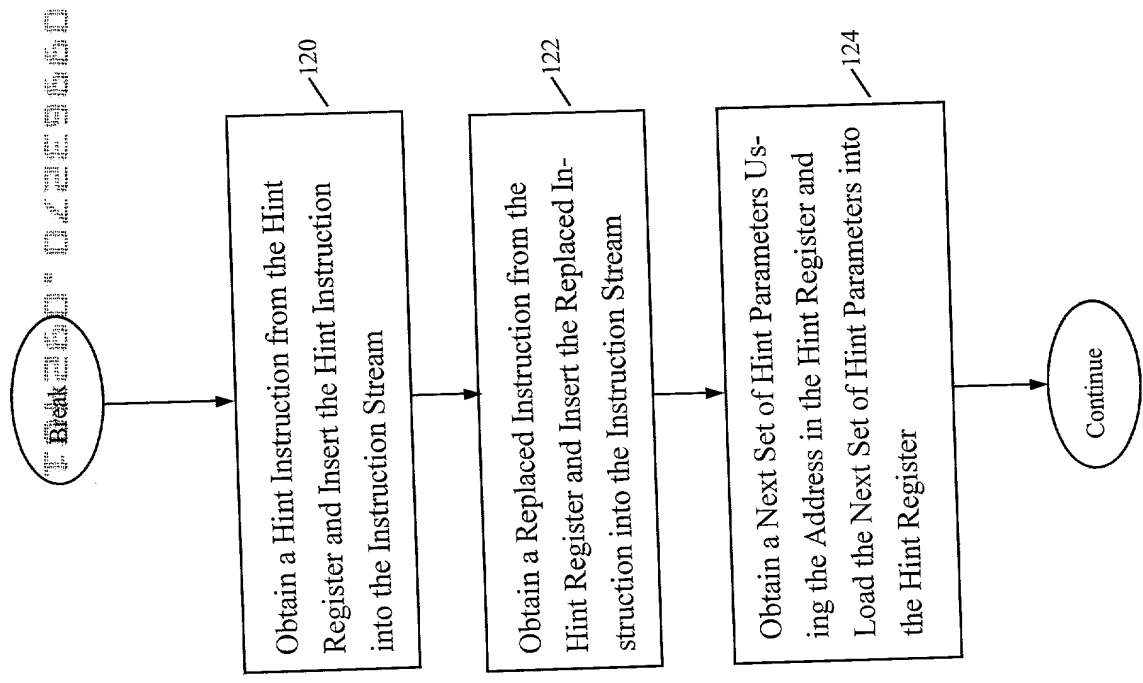 Break
120
Obtain a Hint Instruction from the Hint
Register and Insert the Hint Instruction
into the Instruction Stream
122
Obtain a Replaced Instruction from the
Hint Register and Insert the Replaced In-
struction into the Instruction Stream
124
Obtain a Next Set of Hint Parameters Us-
ing the Address in the Hint Register and
Load the Next Set of Hint Parameters into
the Hint Register
Continue